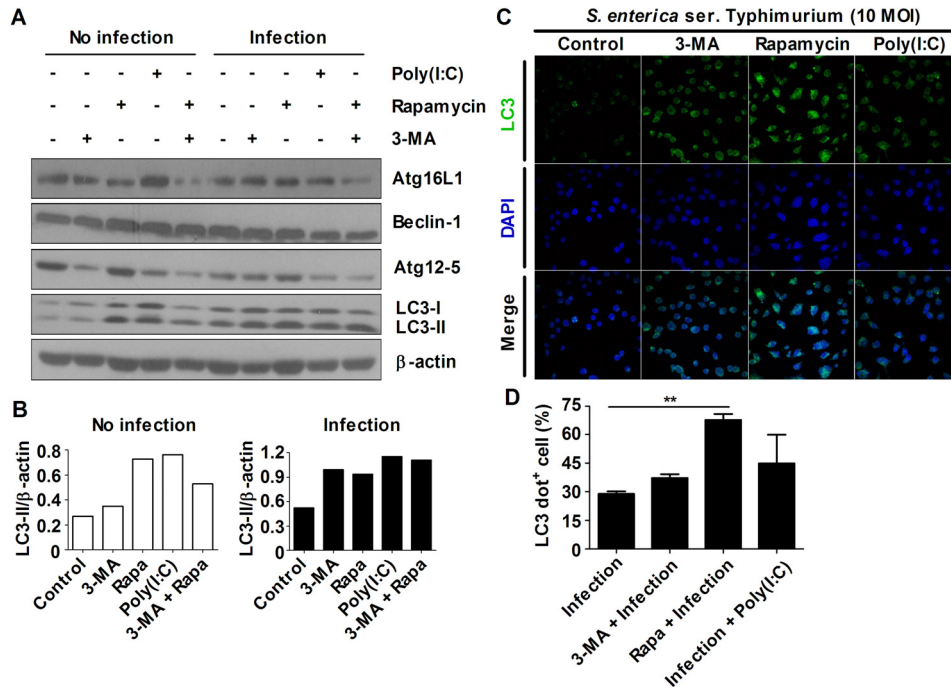 A
No infection Infection
- - - + - - - - + - Poly(I:C)
- - + - + - - + - + Rapamycin
- + - - + - + - - + 3-MA
Atg16L1
Beclin-1
Atg12-5
LC3-I
LC3-II
β-actin
B
No infection
LC3-II/β-actin
0.8
0.6
0.4
0.2
0
Control
3-MA
Rapa
Poly(I:C)
3-MA + Rapa
Infection
LC3-II/β-actin
1.2
0.9
0.6
0.3
0
Control
3-MA
Rapa
Poly(I:C)
3-MA + Rapa
C
S. enterica ser. Typhimurium (10 MOI)
Control 3-MA Rapamycin Poly(I:C)
LC3
DAPI
Merge
D
LC3 dot+ cell (%)
75
60
45
30
15
**
Infection
3-MA + Infection
Rapa + Infection
Infection + Poly(I:C)